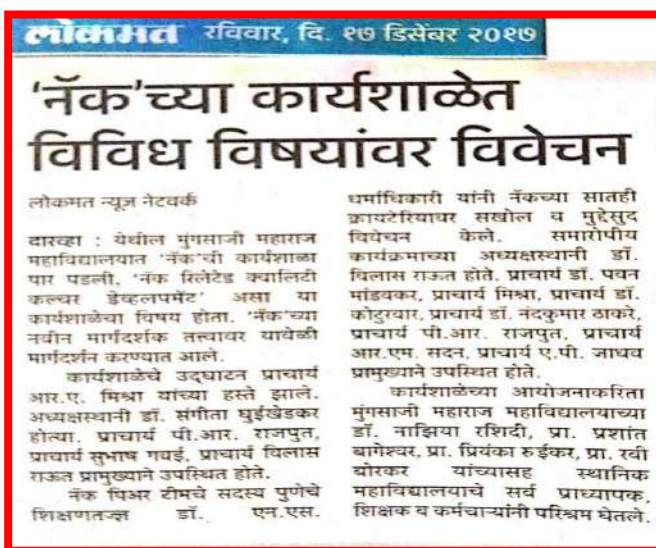 लोकमत रविवार, दि. १७ डिसेंबर २०१७
'नॅक'च्या कार्यशाळेत
विविध विषयांवर विवेचन
लोकमत न्यूज नेटवर्क
दारव्हा : येथील मुंगसाजी महाराज
महाविद्यालयात 'नॅक'ची कार्यशाळा
पार पडली. 'नॅक रिलेटेड क्वालिटी
कल्चर डेव्हलपमेंट' असा या
कार्यशाळेचा विषय होता. 'नॅक'च्या
नवीन मार्गदर्शक तत्त्वावर यावेळी
मार्गदर्शन करण्यात आले.
कार्यशाळेचे उद्घाटन प्राचार्य
आर.ए. मिश्रा यांच्या हस्ते झाले.
अध्यक्षस्थानी डॉ. संगीता घुईखेडकर
होत्या. प्राचार्य पी.आर. राजपुत,
प्राचार्य सुभाष गवई, प्राचार्य विलास
राऊत प्रामुख्याने उपस्थित होते.
नॅक पिअर टीमचे सदस्य पुणेचे
शिक्षणतज्ज्ञ डॉ. एन.एस.
धर्माधिकारी यांनी नॅकच्या सातही
क्रायटेरियावर सखोल व मुद्देसुद
विवेचन केले. समारोपीय
कार्यक्रमाच्या अध्यक्षस्थानी डॉ.
विलास राऊत होते. प्राचार्य डॉ. पवन
मांडवकर, प्राचार्य मिश्रा, प्राचार्य डॉ.
कोटुरवार, प्राचार्य डॉ. नंदकुमार ठाकरे,
प्राचार्य पी.आर. राजपुत, प्राचार्य
आर.एम. सदन, प्राचार्य ए.पी. जाधव
प्रामुख्याने उपस्थित होते.
कार्यशाळेच्या आयोजनाकरिता
मुंगसाजी महाराज महाविद्यालयाच्या
डॉ. नाझिया रशिदी, प्रा. प्रशांत
बागेश्वर, प्रा. प्रियंका रुईकर, प्रा. रवी
बोरकर यांच्यासह स्थानिक
महाविद्यालयाचे सर्व प्राध्यापक,
शिक्षक व कर्मचाऱ्यांनी परिश्रम घेतले.